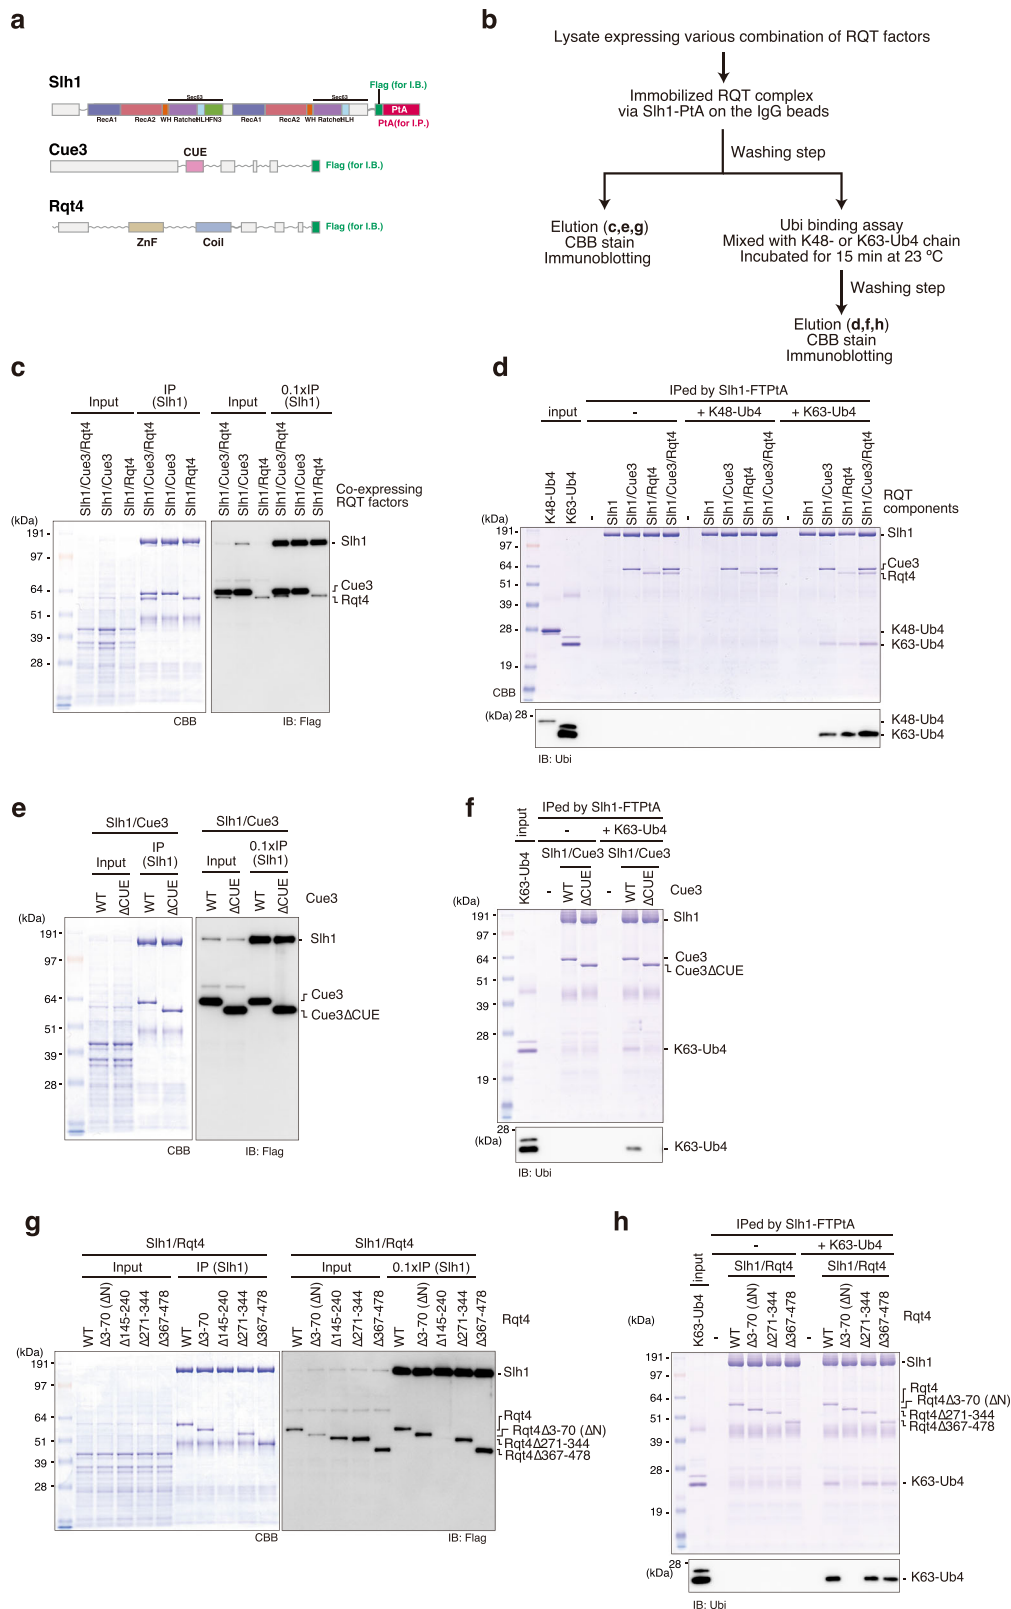 a
Slh1
Sec63
Sec63
Flag (for I.B.)
PtA
RecA1 RecA2 WH Ratchet HLH FN3 RecA1 RecA2 WH Ratchet HLH
PtA(for I.P.)
Cue3
CUE
Flag (for I.B.)
Rqt4
Flag (for I.B.)
ZnF Coil
b
Lysate expressing various combination of RQT factors
Immobilized RQT complex
via Slh1-PtA on the IgG beads
Washing step
Elution (c,e,g)
CBB stain
Immunoblotting
Ubi binding assay
Mixed with K48- or K63-Ub4 chain
Incubated for 15 min at 23 ºC
Washing step
Elution (d,f,h)
CBB stain
Immunoblotting
c
Input
IP
(Slh1)
Input
0.1xIP
(Slh1)
Slh1/Cue3/Rqt4
Slh1/Cue3
Slh1/Rqt4
Slh1/Cue3/Rqt4
Slh1/Cue3
Slh1/Rqt4
Slh1/Cue3/Rqt4
Slh1/Cue3
Slh1/Rqt4
Slh1/Cue3/Rqt4
Slh1/Cue3
Slh1/Rqt4
Co-expressing
RQT factors
(kDa)
191
97
64
51
39
28
Slh1
Cue3
Rqt4
CBB
IB: Flag
d
IPed by Slh1-FTPtA
input
-
+ K48-Ub4
+ K63-Ub4
K48-Ub4
K63-Ub4
-
Slh1
Slh1/Cue3
Slh1/Rqt4
Slh1/Cue3/Rqt4
-
Slh1
Slh1/Cue3
Slh1/Rqt4
Slh1/Cue3/Rqt4
-
Slh1
Slh1/Cue3
Slh1/Rqt4
Slh1/Cue3/Rqt4
RQT
components
(kDa)
191
97
64
51
39
28
19
CBB
Slh1
Cue3
Rqt4
K48-Ub4
K63-Ub4
(kDa)
28
K48-Ub4
K63-Ub4
IB: Ubi
e
Slh1/Cue3
Slh1/Cue3
Input
IP
(Slh1)
Input
0.1xIP
(Slh1)
WT
ΔCUE
WT
ΔCUE
WT
ΔCUE
WT
ΔCUE
Cue3
(kDa)
191
97
64
51
39
28
Slh1
Cue3
Cue3ΔCUE
CBB
IB: Flag
f
input
IPed by Slh1-FTPtA
-
+ K63-Ub4
Slh1/Cue3
Slh1/Cue3
K63-Ub4
-
WT
ΔCUE
-
WT
ΔCUE
Cue3
(kDa)
191
97
64
51
39
28
19
Slh1
Cue3
Cue3ΔCUE
K63-Ub4
28
(kDa)
K63-Ub4
IB: Ubi
g
Slh1/Rqt4
Slh1/Rqt4
Input
IP (Slh1)
Input
0.1xIP (Slh1)
WT
Δ3-70 (ΔN)
Δ145-240
Δ271-344
Δ367-478
WT
Δ3-70
Δ145-240
Δ271-344
Δ367-478
WT
Δ3-70 (ΔN)
Δ145-240
Δ271-344
Δ367-478
WT
Δ3-70 (ΔN)
Δ145-240
Δ271-344
Δ367-478
Rqt4
(kDa)
191
97
64
51
39
28
Slh1
Rqt4
Rqt4Δ3-70 (ΔN)
Rqt4Δ271-344
Rqt4Δ367-478
CBB
IB: Flag
h
IPed by Slh1-FTPtA
input
-
+ K63-Ub4
Slh1/Rqt4
Slh1/Rqt4
K63-Ub4
-
WT
Δ3-70 (ΔN)
Δ271-344
Δ367-478
-
WT
Δ3-70 (ΔN)
Δ271-344
Δ367-478
Rqt4
(kDa)
191
97
64
51
39
28
19
Slh1
Rqt4
Rqt4Δ3-70 (ΔN)
Rqt4Δ271-344
Rqt4Δ367-478
K63-Ub4
28
(kDa)
K63-Ub4
IB: Ubi